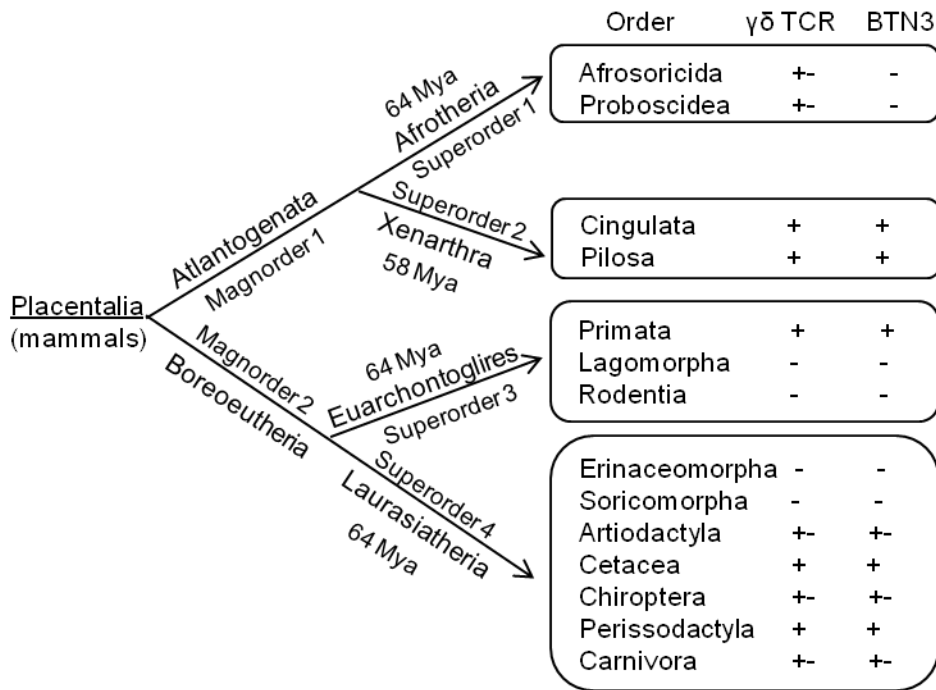 Order γδ TCR BTN3
Afrosoricida +- -
Proboscidea +- -
64 Mya
Afrotheria
Superorder 1
Atlantogenata
Magnorder 1
Superorder 2
Xenarthra
58 Mya
Cingulata + +
Pilosa + +
Placentalia
(mammals)
Magnorder 2
Boreoeutheria
64 Mya
Euarchontoglires
Superorder 3
Primata + +
Lagomorpha - -
Rodentia - -
Superorder 4
Laurasiatheria
64 Mya
Erinaceomorpha - -
Soricomorpha - -
Artiodactyla +- +-
Cetacea + +
Chiroptera +- +-
Perissodactyla + +
Carnivora +- +-